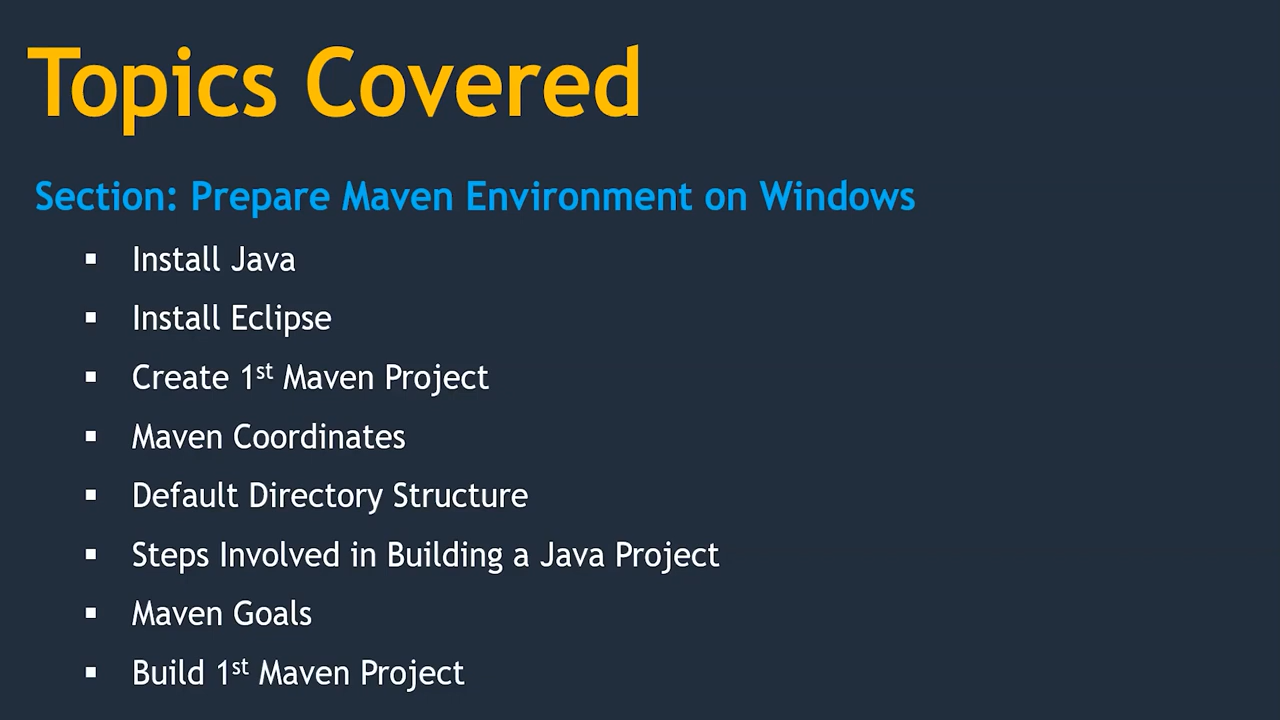 Topics Covered
Section: Prepare Maven Environment on Windows
▪ Install Java
▪ Install Eclipse
▪ Create 1st Maven Project
▪ Maven Coordinates
▪ Default Directory Structure
▪ Steps Involved in Building a Java Project
▪ Maven Goals
▪ Build 1st Maven Project